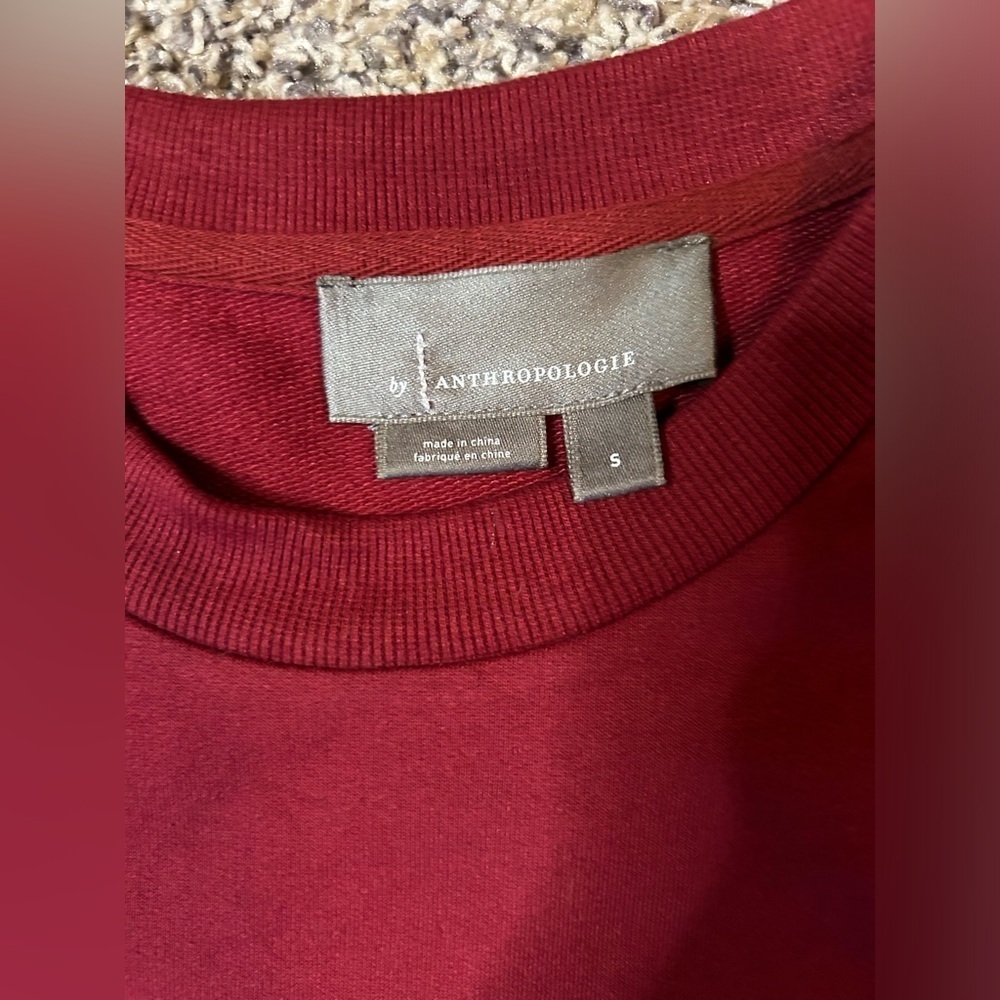 by ANTHROPOLOGIE
made in china
fabriqué en chine
S